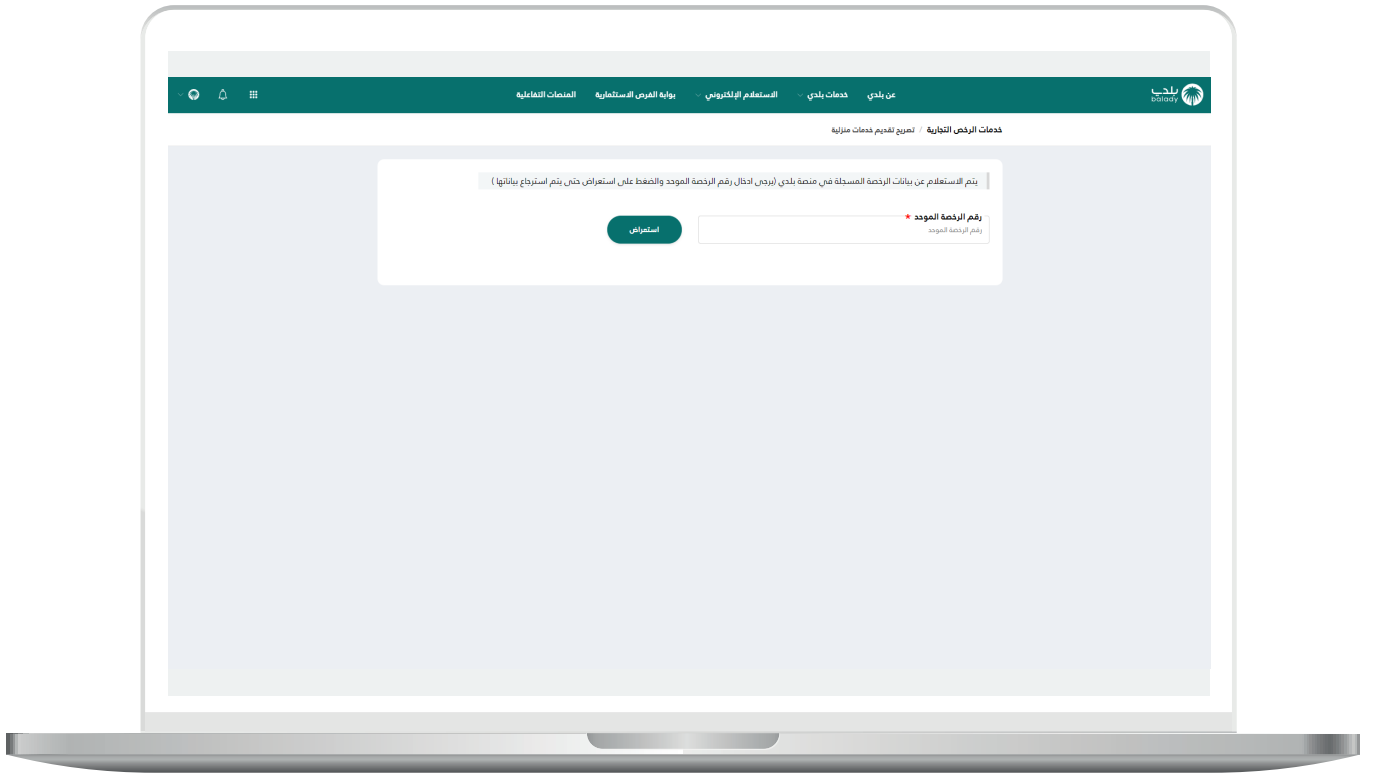 بلدي
balady
عن بلدي خدمات بلدي الاستعلام الإلكتروني بوابة الفرص الاستثمارية المنصات التفاعلية
خدمات الرخص التجارية / تصريح تقديم خدمات منزلية
يتم الاستعلام عن بيانات الرخصة المسجلة في منصة بلدي (يرجى ادخال رقم الرخصة الموحد والضغط على استعراض حتى يتم استرجاع بياناتها )
رقم الرخصة الموحد *
رقم الرخصة الموحد
استعراض